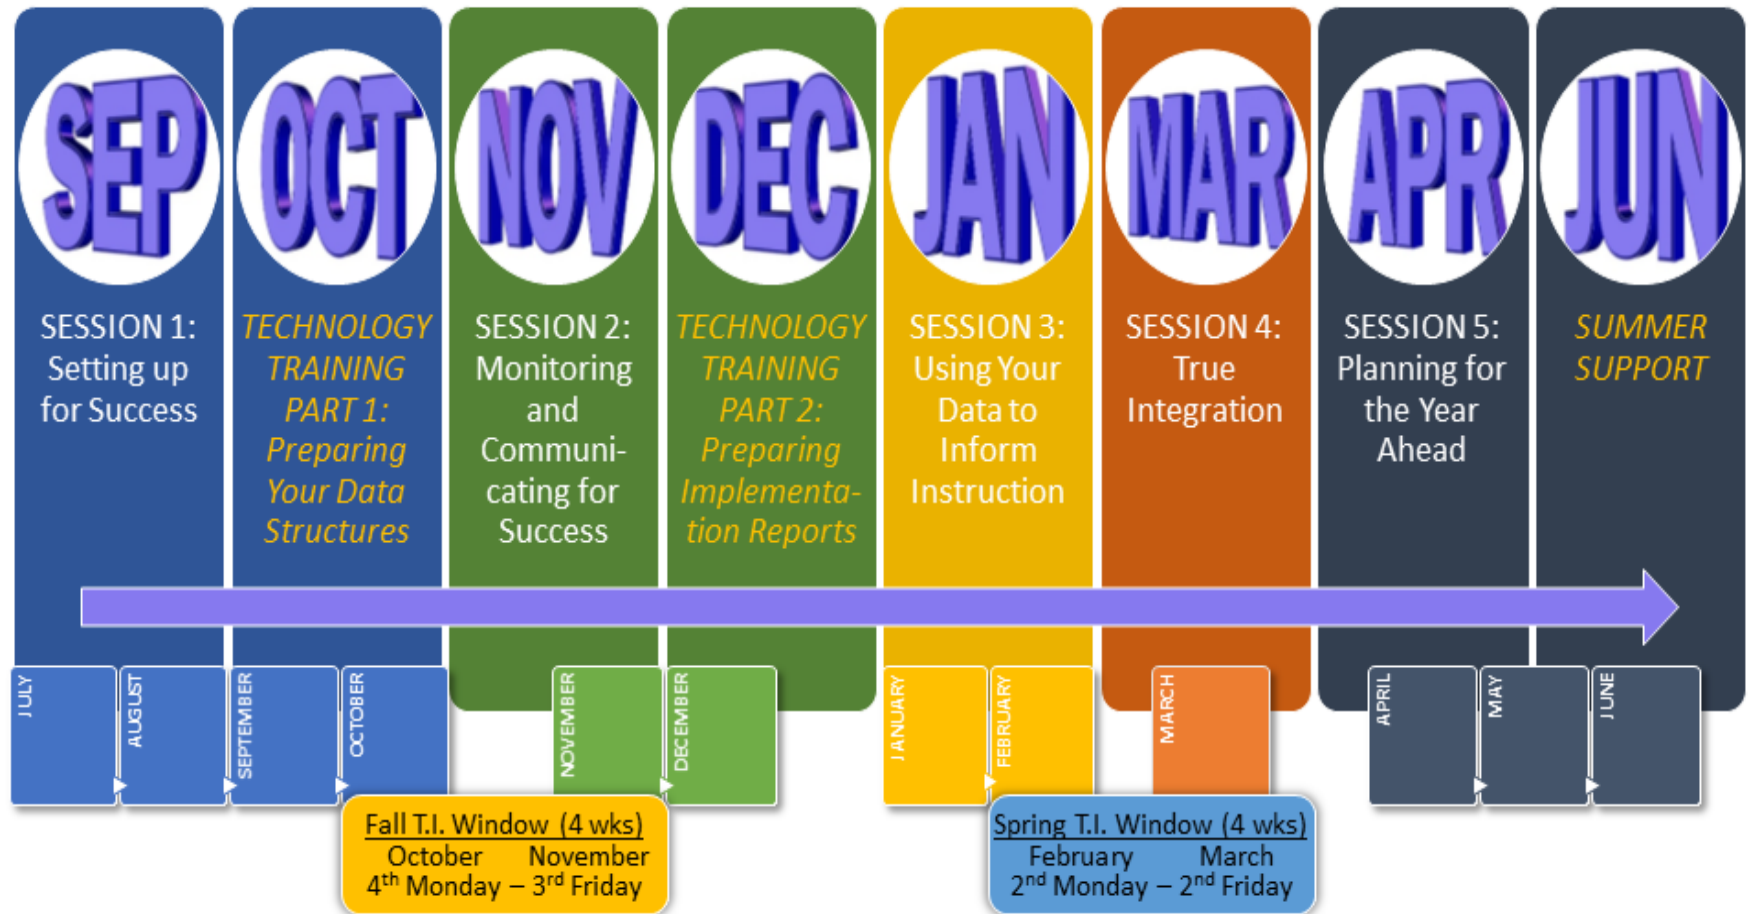 SEP
OCT
NOV
DEC
JAN
MAR
APR
JUN
SESSION 1:
Setting up
for Success
TECHNOLOGY
TRAINING
PART 1:
Preparing
Your Data
Structures
SESSION 2:
Monitoring
and
Communi-
cating for
Success
TECHNOLOGY
TRAINING
PART 2:
Preparing
Implementa-
tion Reports
SESSION 3:
Using Your
Data to
Inform
Instruction
SESSION 4:
True
Integration
SESSION 5:
Planning for
the Year
Ahead
SUMMER
SUPPORT
JULY
AUGUST
SEPTEMBER
OCTOBER
NOVEMBER
DECEMBER
JANUARY
FEBRUARY
MARCH
APRIL
MAY
JUNE
Fall T.I. Window (4 wks)
October November
4th Monday – 3rd Friday
Spring T.I. Window (4 wks)
February March
2nd Monday – 2nd Friday